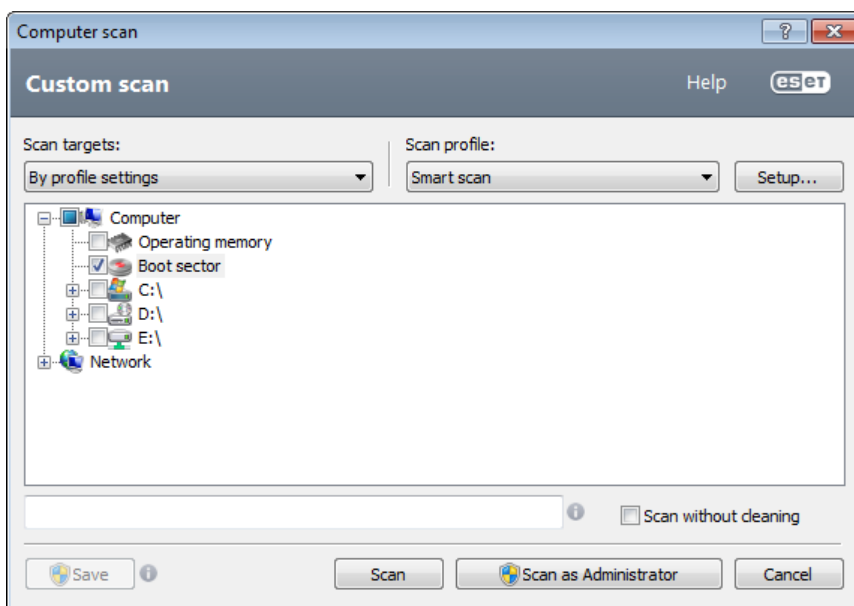 Computer scan
?
Custom scan
Help
eset
Scan targets:
Scan profile:
By profile settings
Smart scan
Setup...
Computer
Operating memory
Boot sector
C:\
D:\
E:\
Network
Scan without cleaning
Save
Scan
Scan as Administrator
Cancel